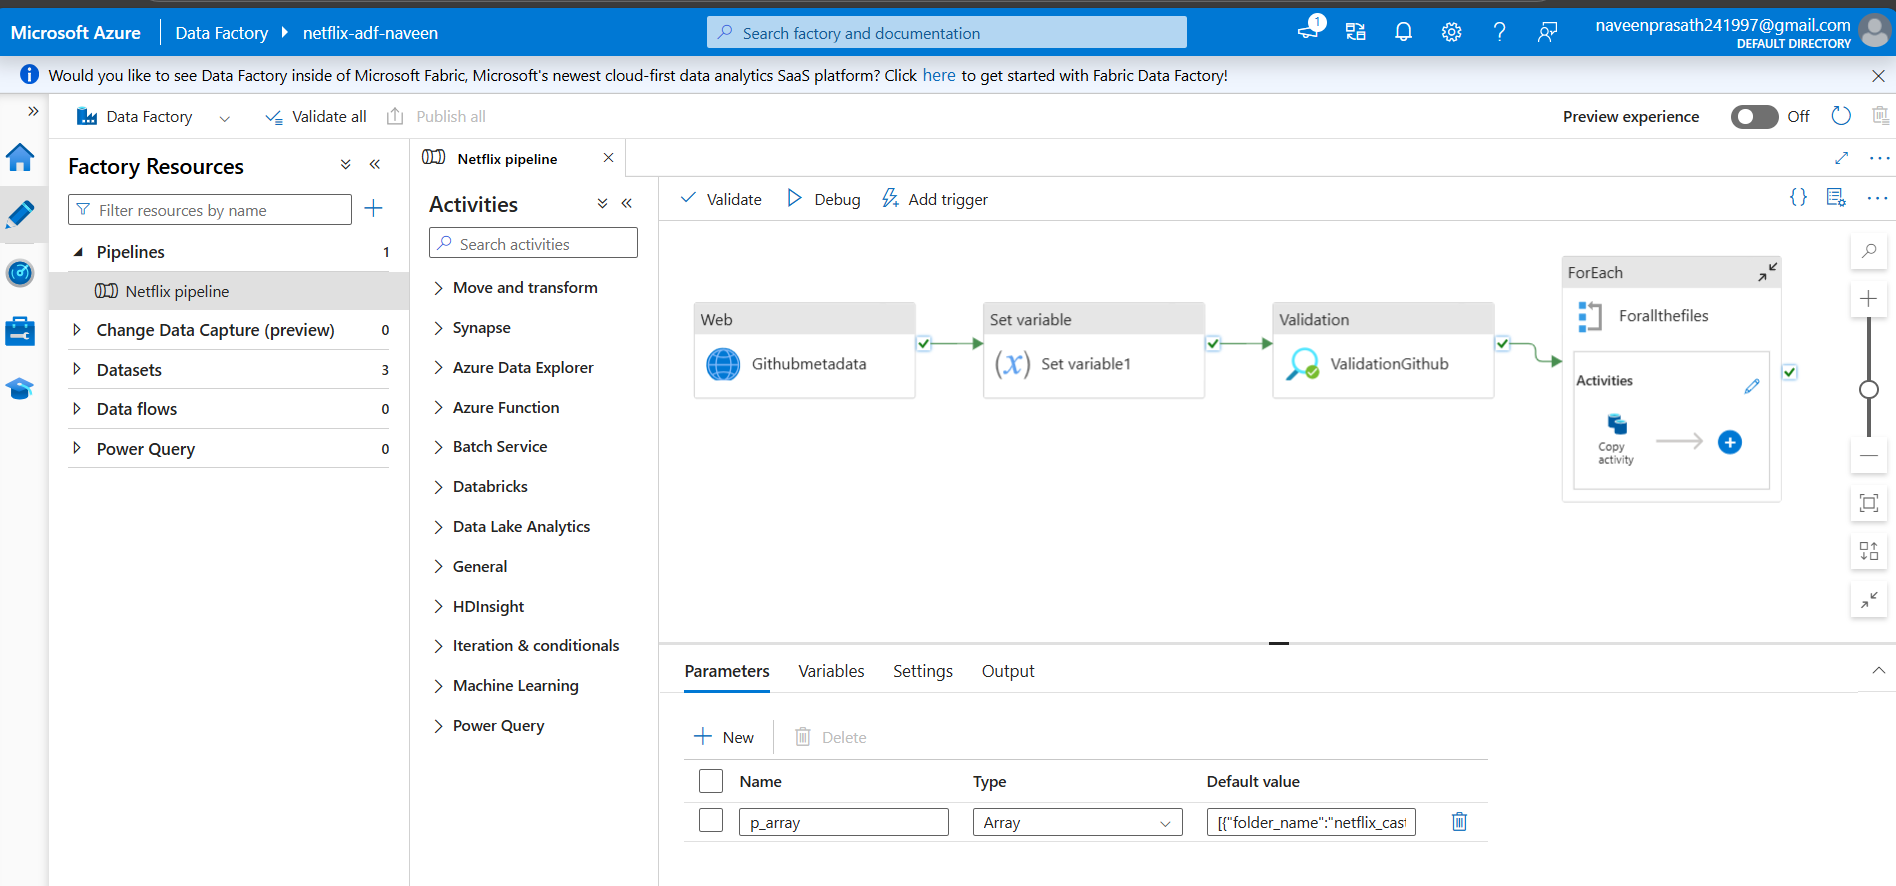 Microsoft Azure
Data Factory
netflix-adf-naveen
Search factory and documentation
1
naveenprasath241997@gmail.com
DEFAULT DIRECTORY
Would you like to see Data Factory inside of Microsoft Fabric, Microsoft's newest cloud-first data analytics SaaS platform? Click here to get started with Fabric Data Factory!
Data Factory
Validate all
Publish all
Preview experience
Off
Factory Resources
Filter resources by name
Pipelines 1
Netflix pipeline
Change Data Capture (preview) 0
Datasets 3
Data flows 0
Power Query 0
Netflix pipeline
Activities
Search activities
Move and transform
Synapse
Azure Data Explorer
Azure Function
Batch Service
Databricks
Data Lake Analytics
General
HDInsight
Iteration & conditionals
Machine Learning
Power Query
Validate
Debug
Add trigger
Web
Githubmetadata
Set variable
(x) Set variable1
Validation
ValidationGithub
ForEach
Forallthefiles
Activities
Copy
activity
Parameters
Variables
Settings
Output
New
Delete
Name
Type
Default value
p_array
Array
[{"folder_name":"netflix_cast